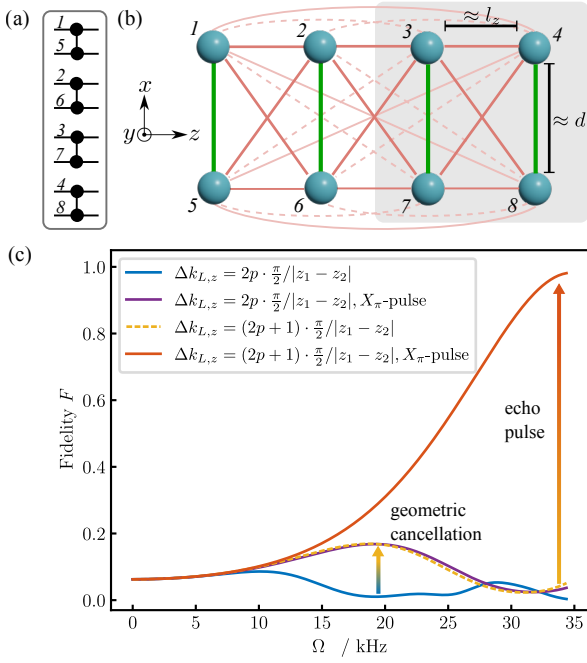 (a)
1
5
2
6
3
7
4
8
(b)
x
y
z
1
2
3
4
5
6
7
8
≈ l_z
≈ d
(c)
Fidelity F
1.0
0.8
0.6
0.4
0.2
0.0
Δk_{L,z} = 2p · π/2/|z_1 − z_2|
Δk_{L,z} = 2p · π/2/|z_1 − z_2|, X_π-pulse
Δk_{L,z} = (2p + 1) · π/2/|z_1 − z_2|
Δk_{L,z} = (2p + 1) · π/2/|z_1 − z_2|, X_π-pulse
echo
pulse
geometric
cancellation
0
5
10
15
20
25
30
35
Ω / kHz